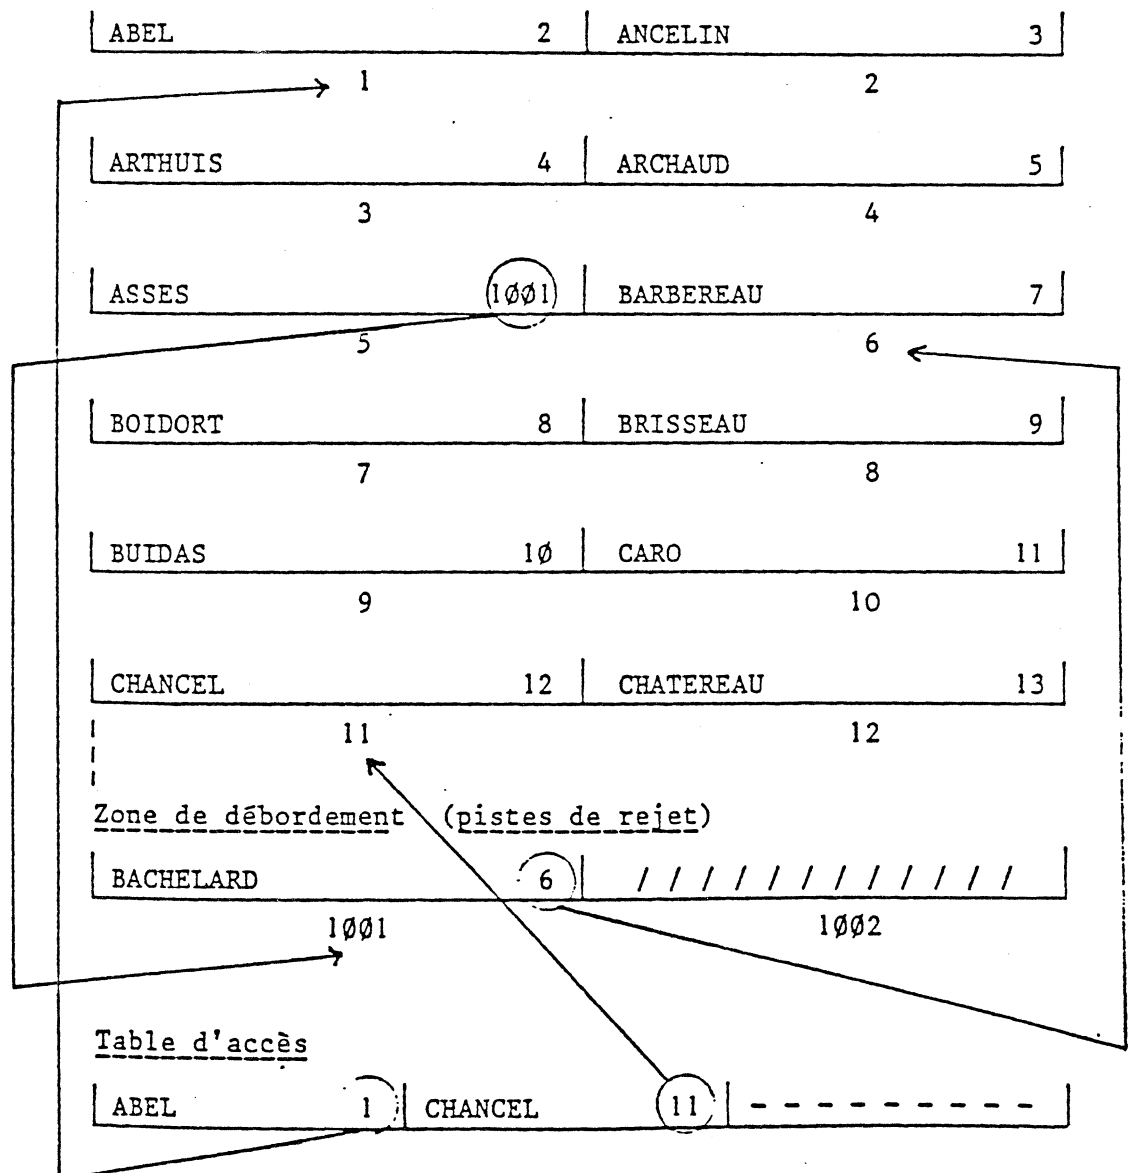 ABEL 2 ANCELIN 3
1 2
ARTHUIS 4 ARCHAUD 5
3 4
ASSES 1ØØ1 BARBEREAU 7
5 6
BOIDORT 8 BRISSEAU 9
7 8
BUIDAS 1Ø CARO 11
9 10
CHANCEL 12 CHATEREAU 13
11 12
Zone de débordement (pistes de rejet)
BACHELARD 6 / / / / / / / / / / / /
1ØØ1 1ØØ2
Table d'accès
ABEL 1 CHANCEL 11 - - - - - - - - -